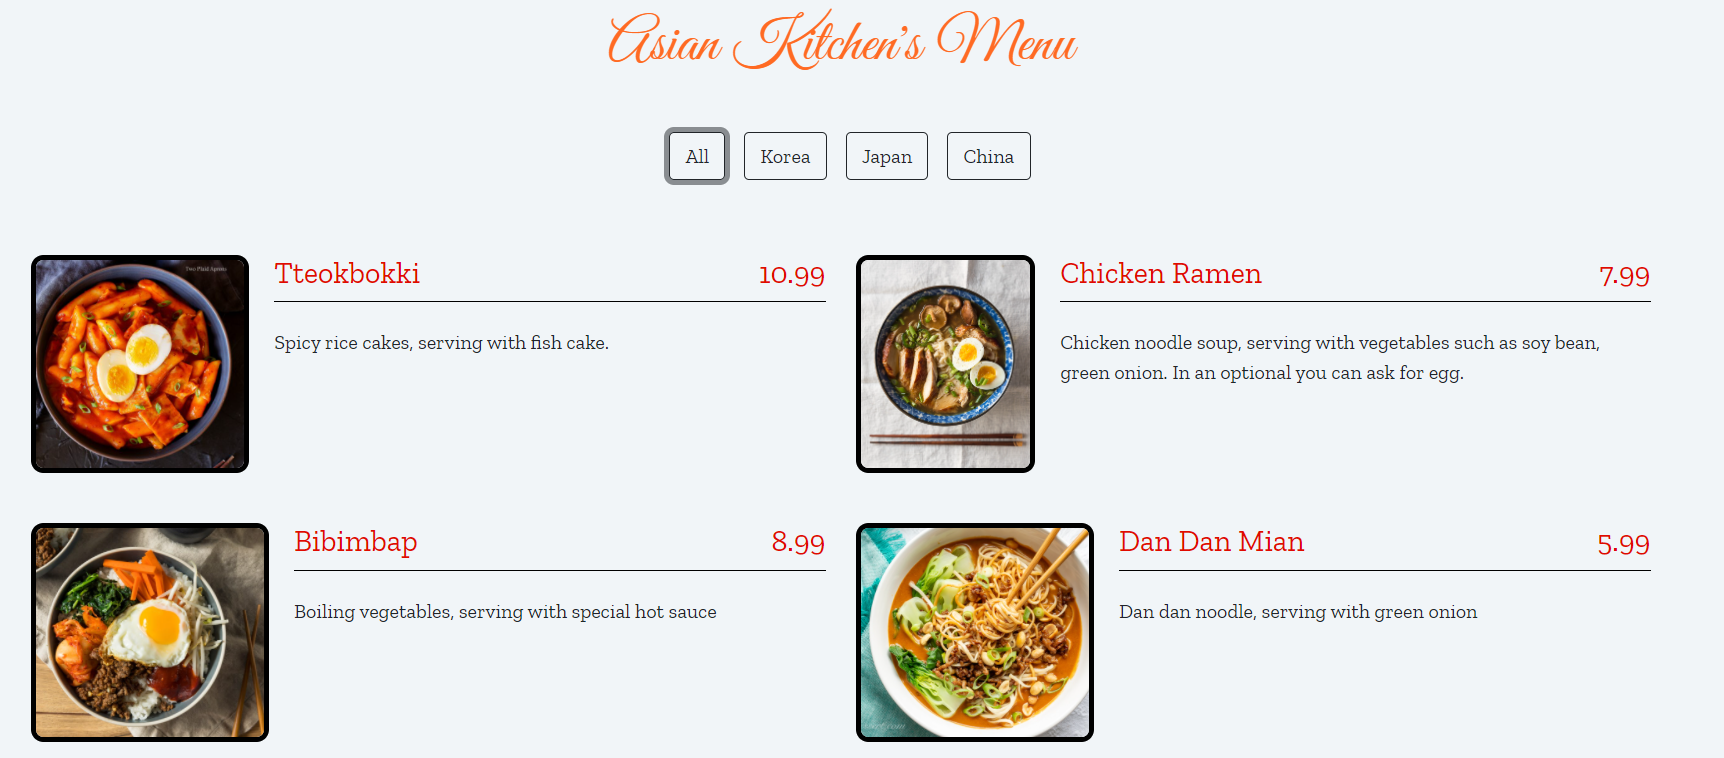 Asian Kitchen's Menu
All
Korea
Japan
China
Two Plaid Aprons
Tteokbokki 10.99
Spicy rice cakes, serving with fish cake.
Chicken Ramen 7.99
Chicken noodle soup, serving with vegetables such as soy bean,
green onion. In an optional you can ask for egg.
Bibimbap 8.99
Boiling vegetables, serving with special hot sauce
Dan Dan Mian 5.99
Dan dan noodle, serving with green onion